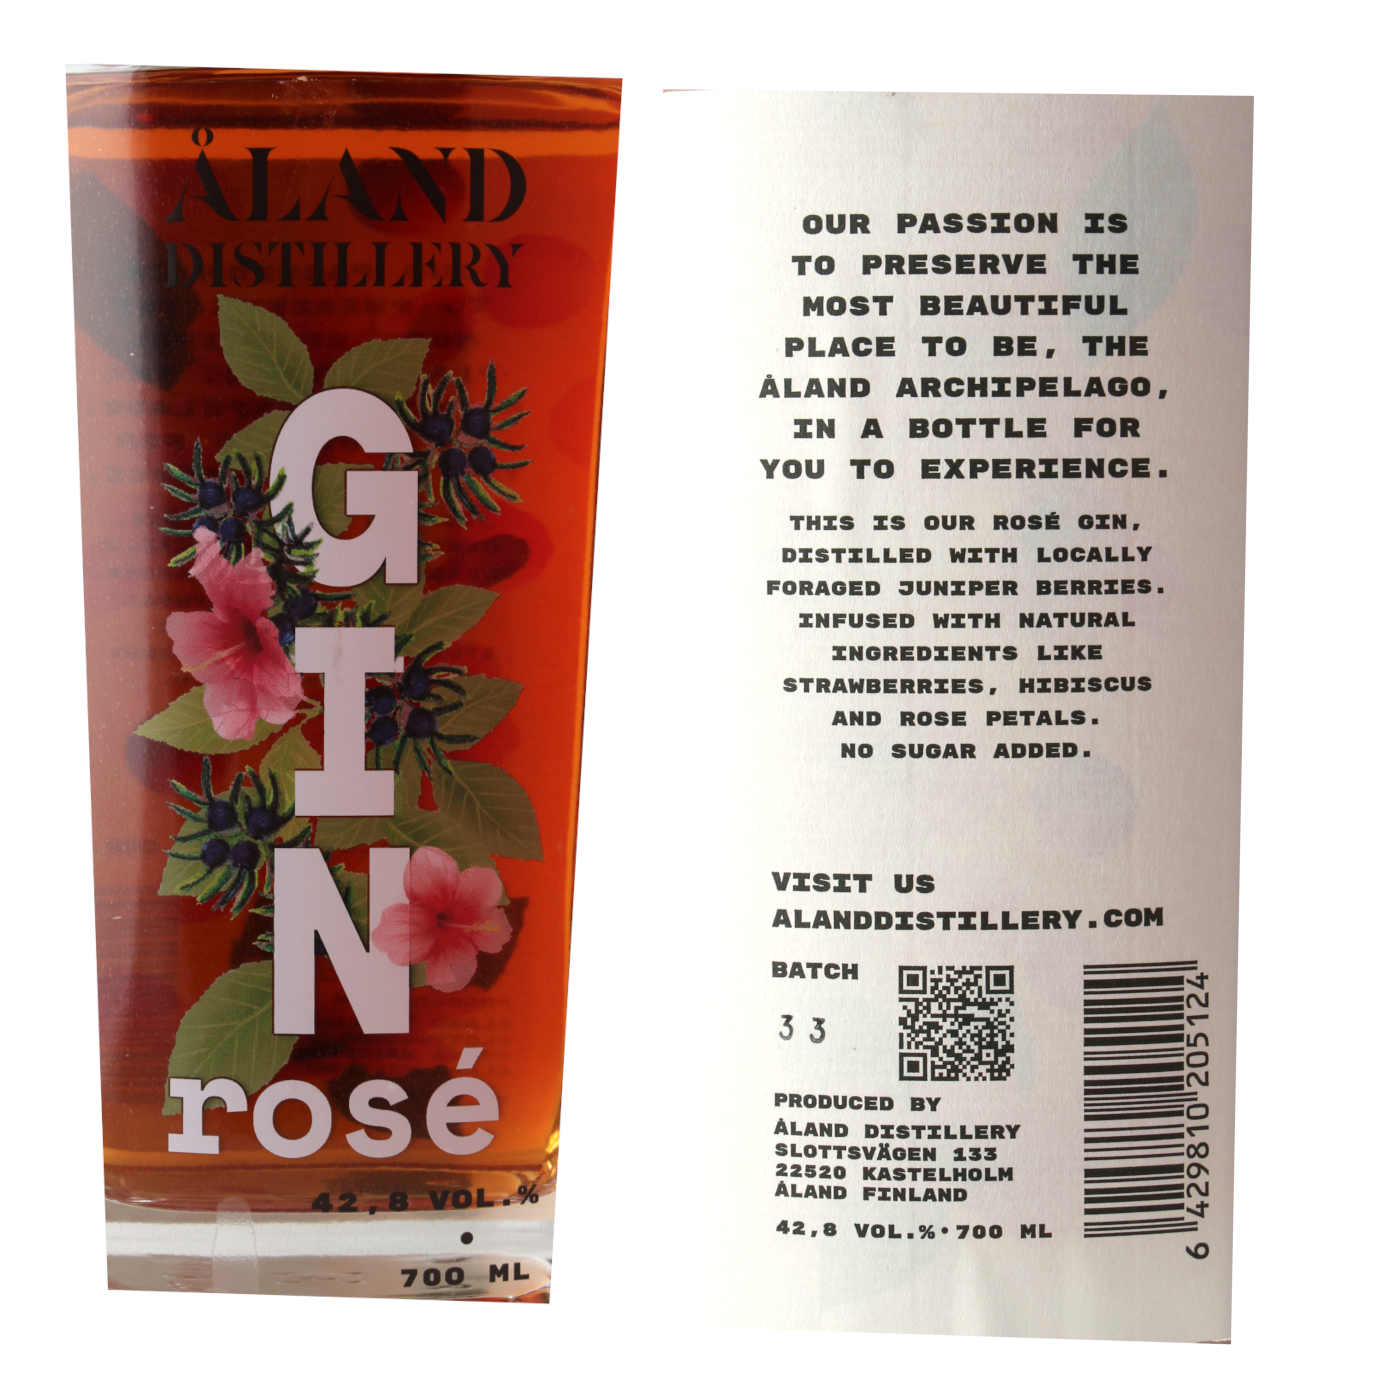 ÅLAND
DISTILLERY
GIN
rosé
42,8 VOL.%
•
700 ML
OUR PASSION IS
TO PRESERVE THE
MOST BEAUTIFUL
PLACE TO BE, THE
ÅLAND ARCHIPELAGO,
IN A BOTTLE FOR
YOU TO EXPERIENCE.
THIS IS OUR ROSÉ GIN,
DISTILLED WITH LOCALLY
FORAGED JUNIPER BERRIES.
INFUSED WITH NATURAL
INGREDIENTS LIKE
STRAWBERRIES, HIBISCUS
AND ROSE PETALS.
NO SUGAR ADDED.
VISIT US
ALANDDISTILLERY.COM
BATCH
33
PRODUCED BY
ÅLAND DISTILLERY
SLOTTSVÄGEN 133
22520 KASTELHOLM
ÅLAND FINLAND
42,8 VOL.%•700 ML
6 429810 205124